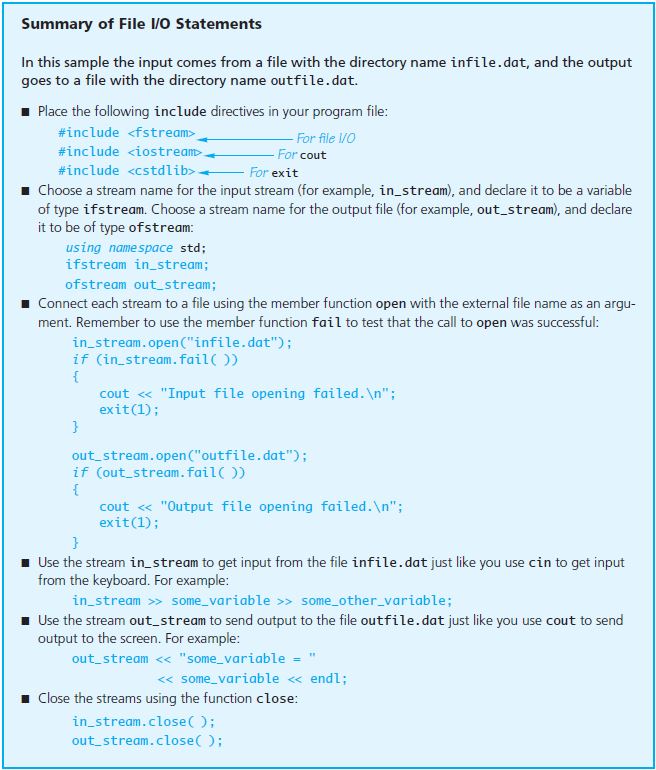 Summary of File I/O Statements
In this sample the input comes from a file with the directory name infile.dat, and the output
goes to a file with the directory name outfile.dat.
■ Place the following include directives in your program file:
#include <fstream> For file I/O
#include <iostream> For cout
#include <cstdlib> For exit
■ Choose a stream name for the input stream (for example, in_stream), and declare it to be a variable
of type ifstream. Choose a stream name for the output file (for example, out_stream), and declare
it to be of type ofstream:
using namespace std;
ifstream in_stream;
ofstream out_stream;
■ Connect each stream to a file using the member function open with the external file name as an argu-
ment. Remember to use the member function fail to test that the call to open was successful:
in_stream.open("infile.dat");
if (in_stream.fail( ))
{
cout << "Input file opening failed.\n";
exit(1);
}
out_stream.open("outfile.dat");
if (out_stream.fail( ))
{
cout << "Output file opening failed.\n";
exit(1);
}
■ Use the stream in_stream to get input from the file infile.dat just like you use cin to get input
from the keyboard. For example:
in_stream >> some_variable >> some_other_variable;
■ Use the stream out_stream to send output to the file outfile.dat just like you use cout to send
output to the screen. For example:
out_stream << "some_variable = "
<< some_variable << endl;
■ Close the streams using the function close:
in_stream.close( );
out_stream.close( );